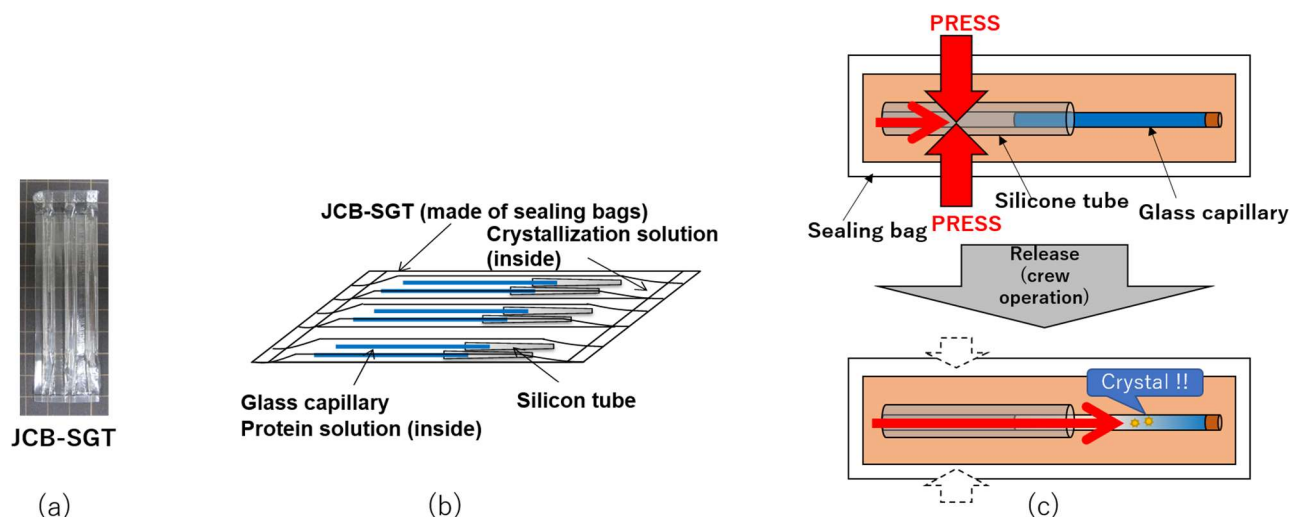 JCB-SGT
(a)
JCB-SGT (made of sealing bags)
Crystallization solution
(inside)
Glass capillary
Protein solution (inside)
Silicon tube
(b)
PRESS
PRESS
Sealing bag
Silicone tube
Glass capillary
Release
(crew
operation)
Crystal !!
(c)